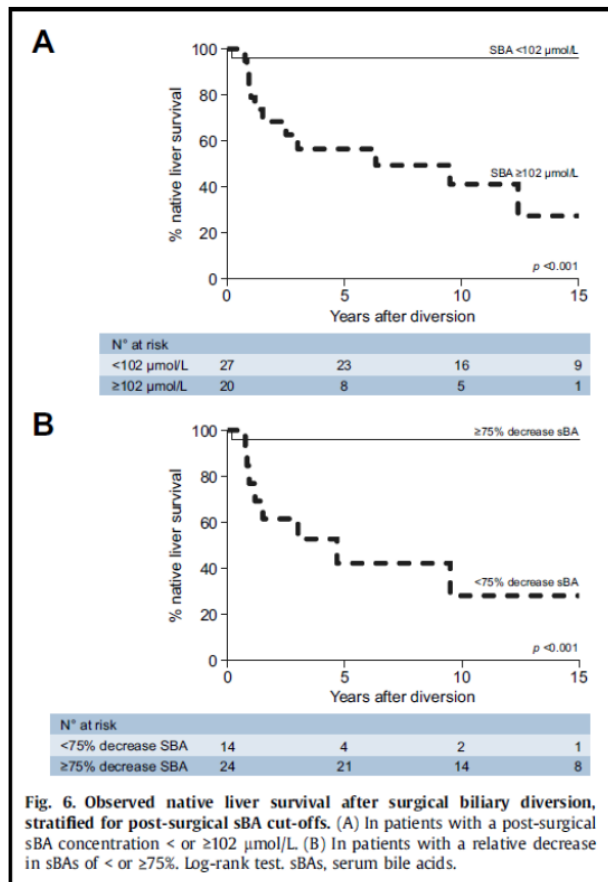 A
100
80
60
40
20
0
% native liver survival
SBA <102 μmol/L
SBA ≥102 μmol/L
p <0.001
0 5 10 15
Years after diversion
N° at risk
<102 μmol/L 27 23 16 9
≥102 μmol/L 20 8 5 1
B
100
80
60
40
20
0
% native liver survival
≥75% decrease sBA
<75% decrease sBA
p <0.001
0 5 10 15
Years after diversion
N° at risk
<75% decrease SBA 14 4 2 1
≥75% decrease SBA 24 21 14 8
Fig. 6. Observed native liver survival after surgical biliary diversion,
stratified for post-surgical sBA cut-offs. (A) In patients with a post-surgical
sBA concentration < or ≥102 μmol/L. (B) In patients with a relative decrease
in sBAs of < or ≥75%. Log-rank test. sBAs, serum bile acids.